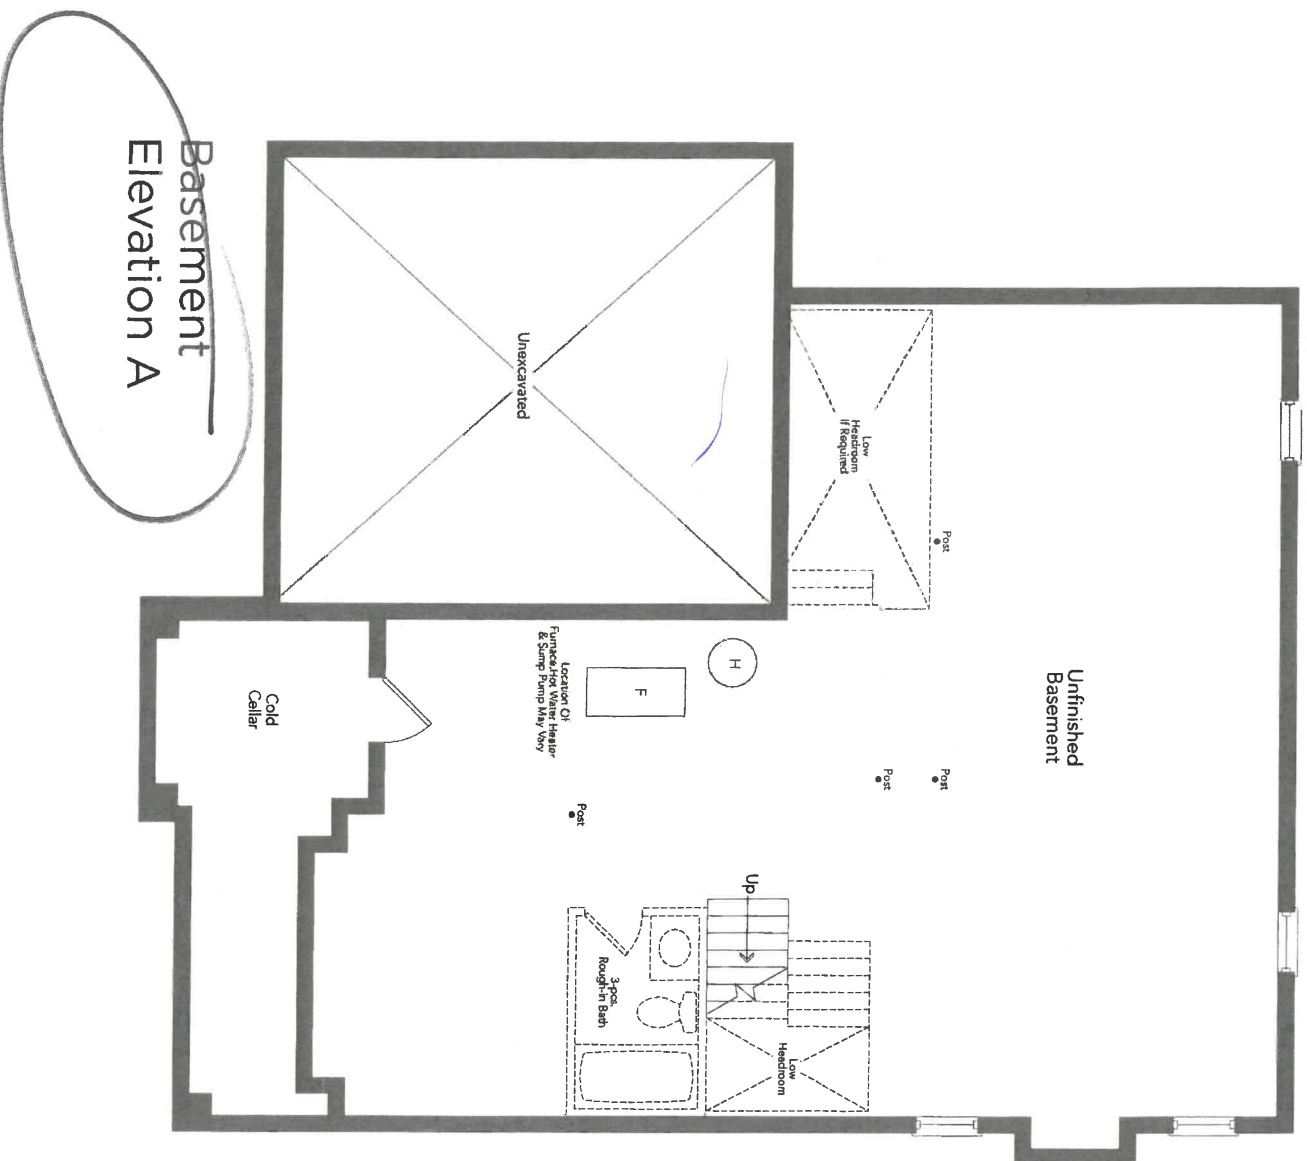 Basement
Elevation A
Unexcavated
Low
Headroom
If Required
Post
Unfinished
Basement
H
F
Location Of
Furnace,Hot Water Heater
& Sump Pump May Vary
Cold
Cellar
Post
Post
Post
Up
3-pcs.
Rough-in Bath
Low
Headroom